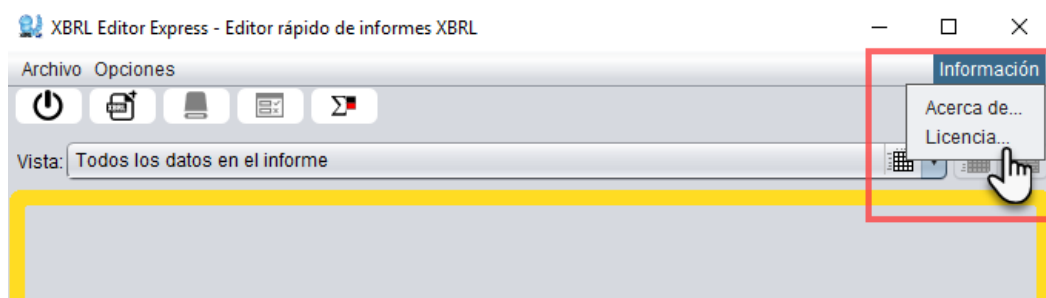 XBRL Editor Express - Editor rápido de informes XBRL
Archivo Opciones Información
XBRL
Acerca de...
Licencia...
Vista: Todos los datos en el informe